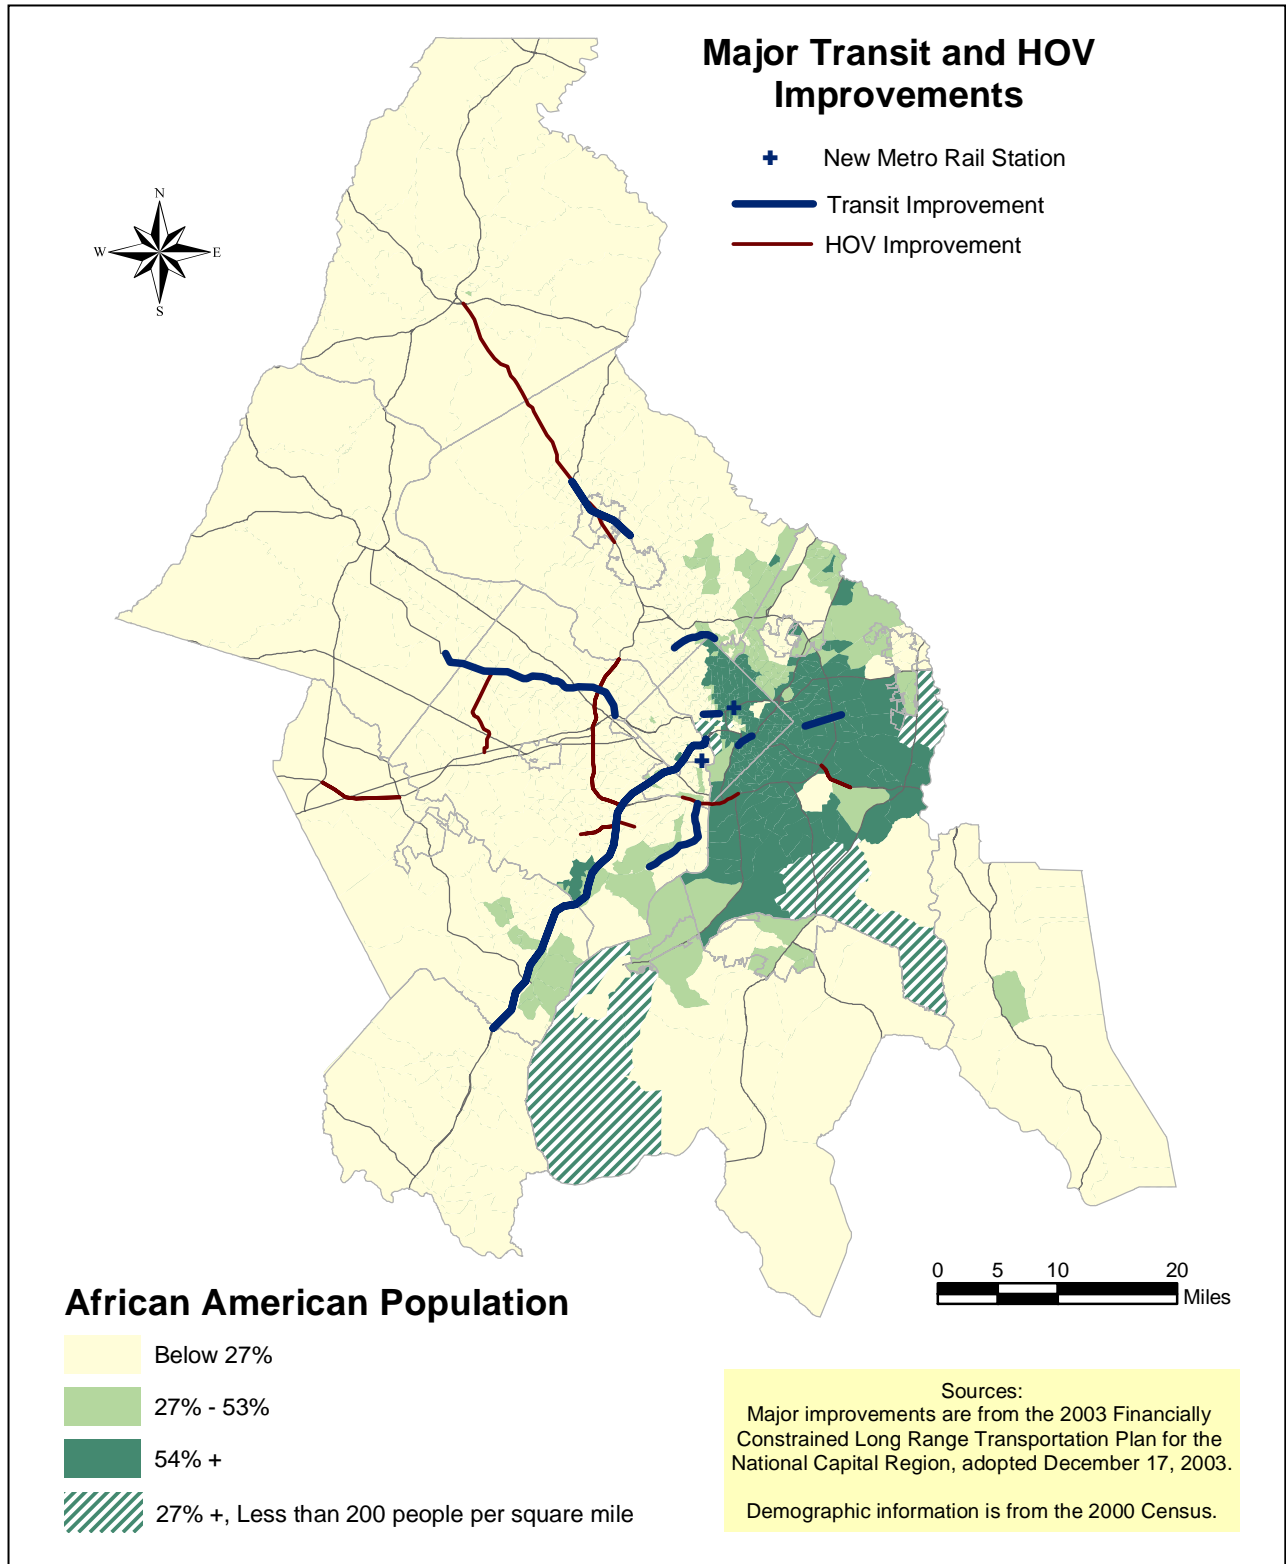 Major Transit and HOV
Improvements
New Metro Rail Station
Transit Improvement
HOV Improvement
N
W
E
S
0
5
10
20
Miles
African American Population
Below 27%
27% - 53%
54% +
27% +, Less than 200 people per square mile
Sources:
Major improvements are from the 2003 Financially
Constrained Long Range Transportation Plan for the
National Capital Region, adopted December 17, 2003.
Demographic information is from the 2000 Census.